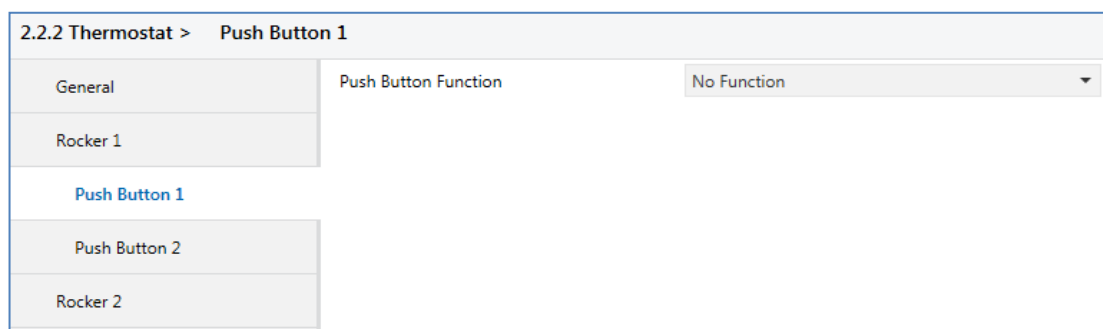 2.2.2 Thermostat > Push Button 1
General
Push Button Function
No Function
Rocker 1
Push Button 1
Push Button 2
Rocker 2